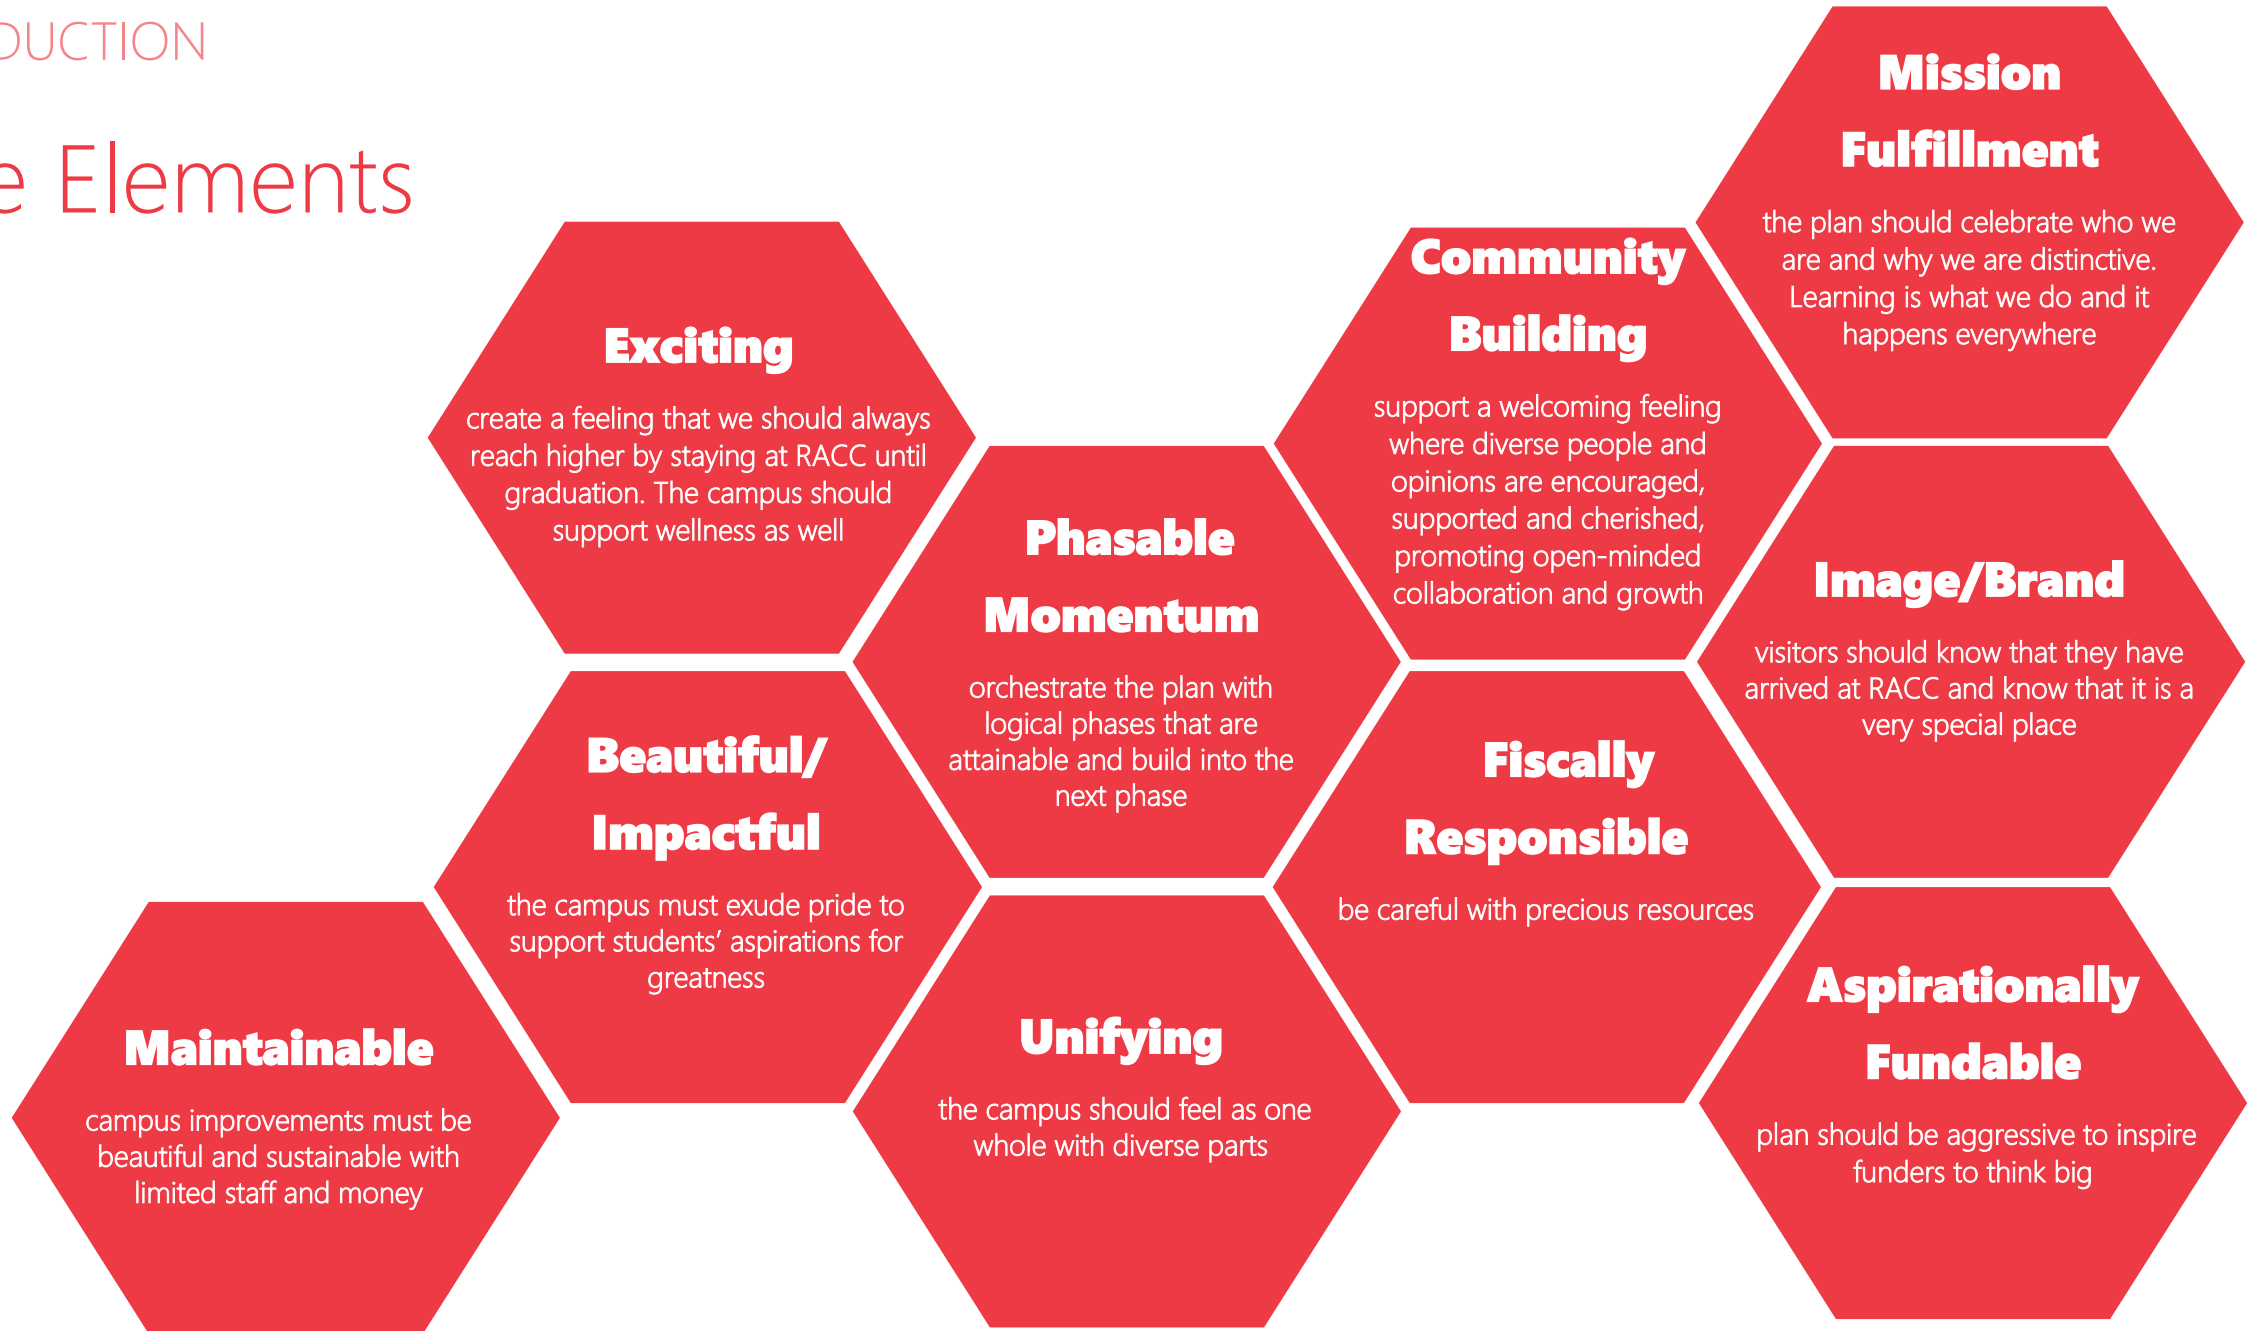 DUCTION
e Elements
Mission
Fulfillment
the plan should celebrate who we
are and why we are distinctive.
Learning is what we do and it
happens everywhere
Community
Building
support a welcoming feeling
where diverse people and
opinions are encouraged,
supported and cherished,
promoting open-minded
collaboration and growth
Exciting
create a feeling that we should always
reach higher by staying at RACC until
graduation. The campus should
support wellness as well
Phasable
Momentum
orchestrate the plan with
logical phases that are
attainable and build into the
next phase
Image/Brand
visitors should know that they have
arrived at RACC and know that it is a
very special place
Beautiful/
Impactful
the campus must exude pride to
support students’ aspirations for
greatness
Fiscally
Responsible
be careful with precious resources
Maintainable
campus improvements must be
beautiful and sustainable with
limited staff and money
Unifying
the campus should feel as one
whole with diverse parts
Aspirationally
Fundable
plan should be aggressive to inspire
funders to think big